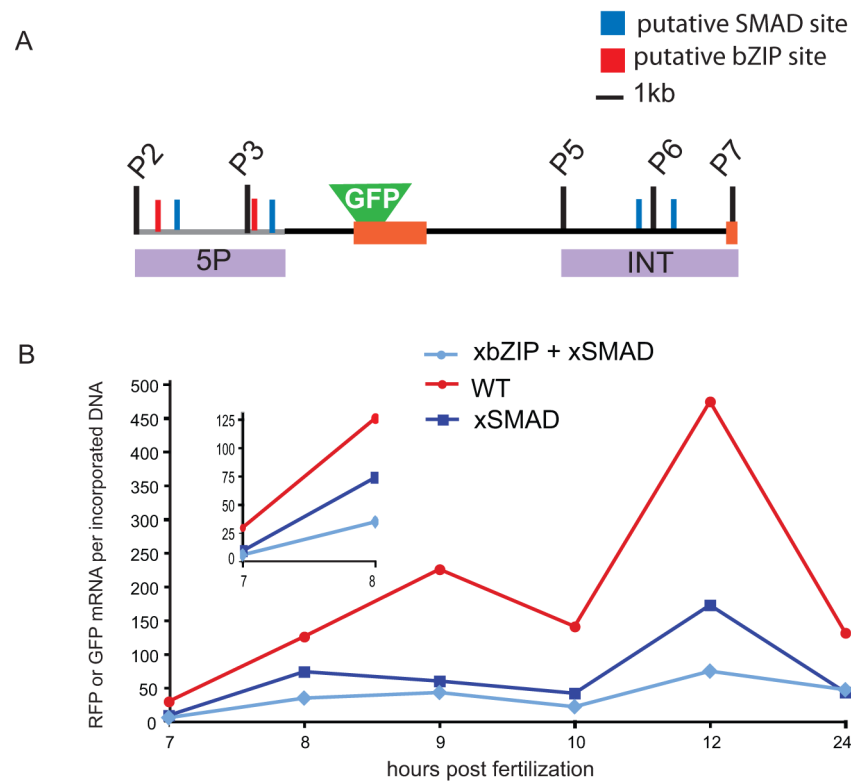 A
putative SMAD site
putative bZIP site
1kb
P2
P3
P5
P6
P7
GFP
5P
INT
B
xbZIP + xSMAD
WT
xSMAD
RFP or GFP mRNA per incorporated DNA
500
450
400
350
300
250
200
150
100
50
0
125
100
75
50
25
0
7
8
7
8
9
10
12
24
hours post fertilization